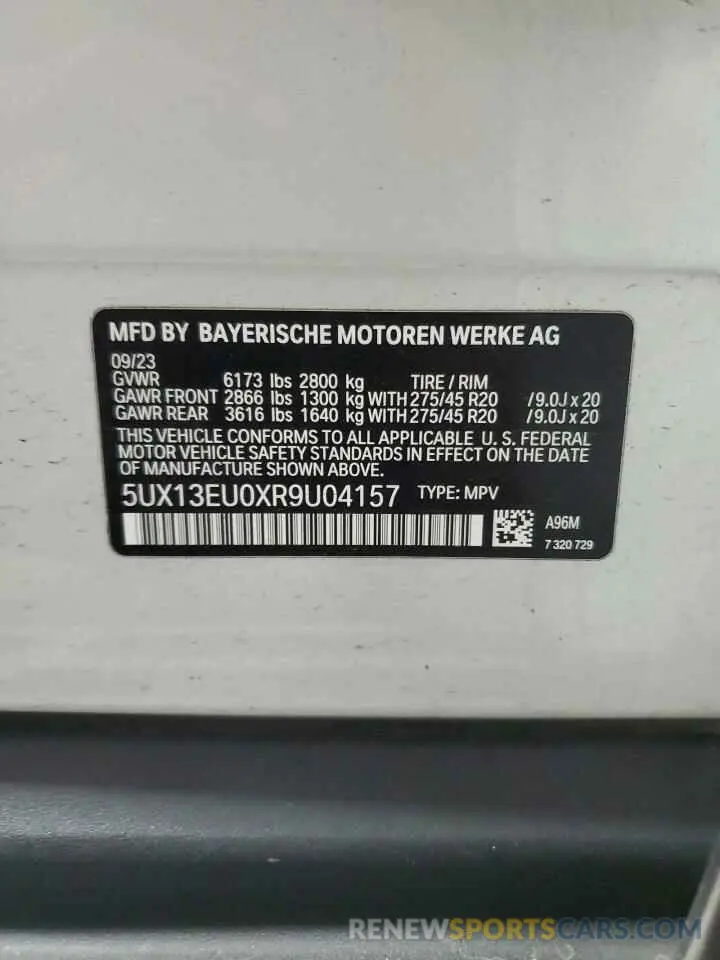 MFD BY BAYERISCHE MOTOREN WERKE AG
09/23
GVWR 6173 lbs 2800 kg TIRE / RIM
GAWR FRONT 2866 lbs 1300 kg WITH 275/45 R20 / 9.0J x 20
GAWR REAR 3616 lbs 1640 kg WITH 275/45 R20 / 9.0J x 20
THIS VEHICLE CONFORMS TO ALL APPLICABLE U. S. FEDERAL
MOTOR VEHICLE SAFETY STANDARDS IN EFFECT ON THE DATE
OF MANUFACTURE SHOWN ABOVE.
5UX13EU0XR9U04157 TYPE: MPV
A96M
7 320 729
RENEWSPORTSCARS.COM